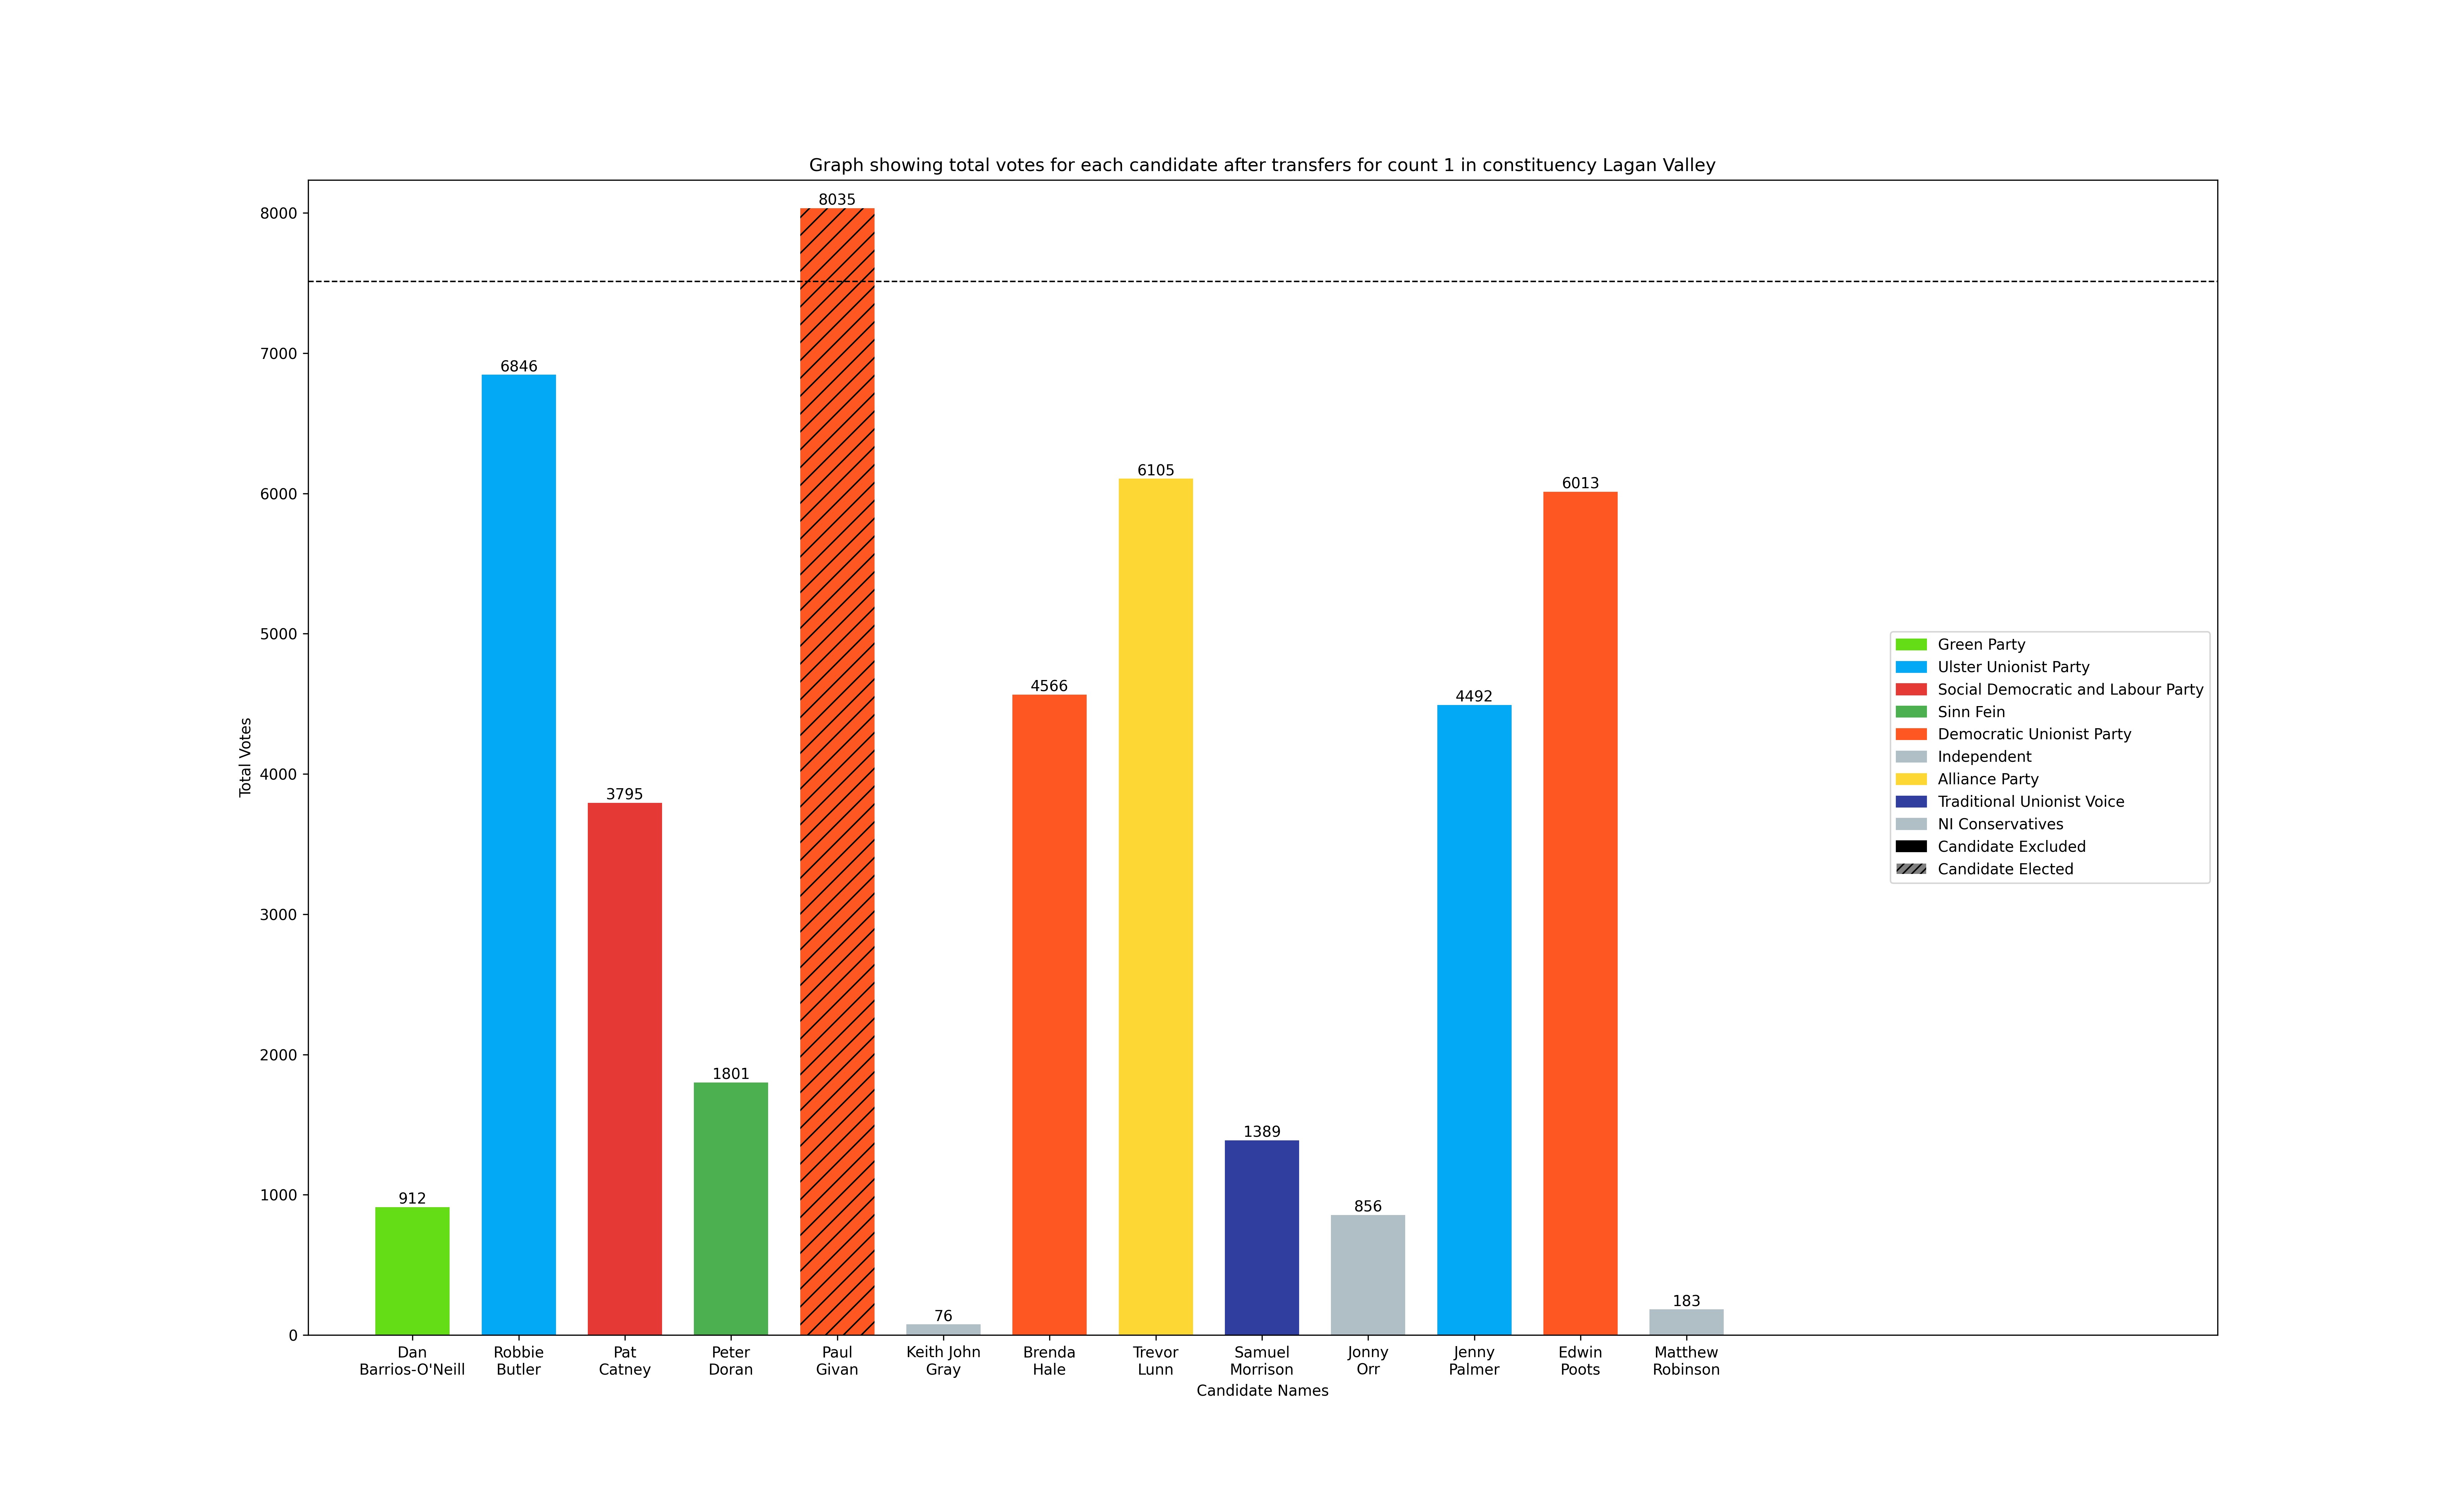 Graph showing total votes for each candidate after transfers for count 1 in constituency Lagan Valley
Total Votes
8000
7000
6000
5000
4000
3000
2000
1000
0
912
6846
3795
1801
8035
76
4566
6105
1389
856
4492
6013
183
Dan
Barrios-O'Neill
Robbie
Butler
Pat
Catney
Peter
Doran
Paul
Givan
Keith John
Gray
Brenda
Hale
Trevor
Lunn
Samuel
Morrison
Jonny
Orr
Jenny
Palmer
Edwin
Poots
Matthew
Robinson
Candidate Names
Green Party
Ulster Unionist Party
Social Democratic and Labour Party
Sinn Fein
Democratic Unionist Party
Independent
Alliance Party
Traditional Unionist Voice
NI Conservatives
Candidate Excluded
Candidate Elected